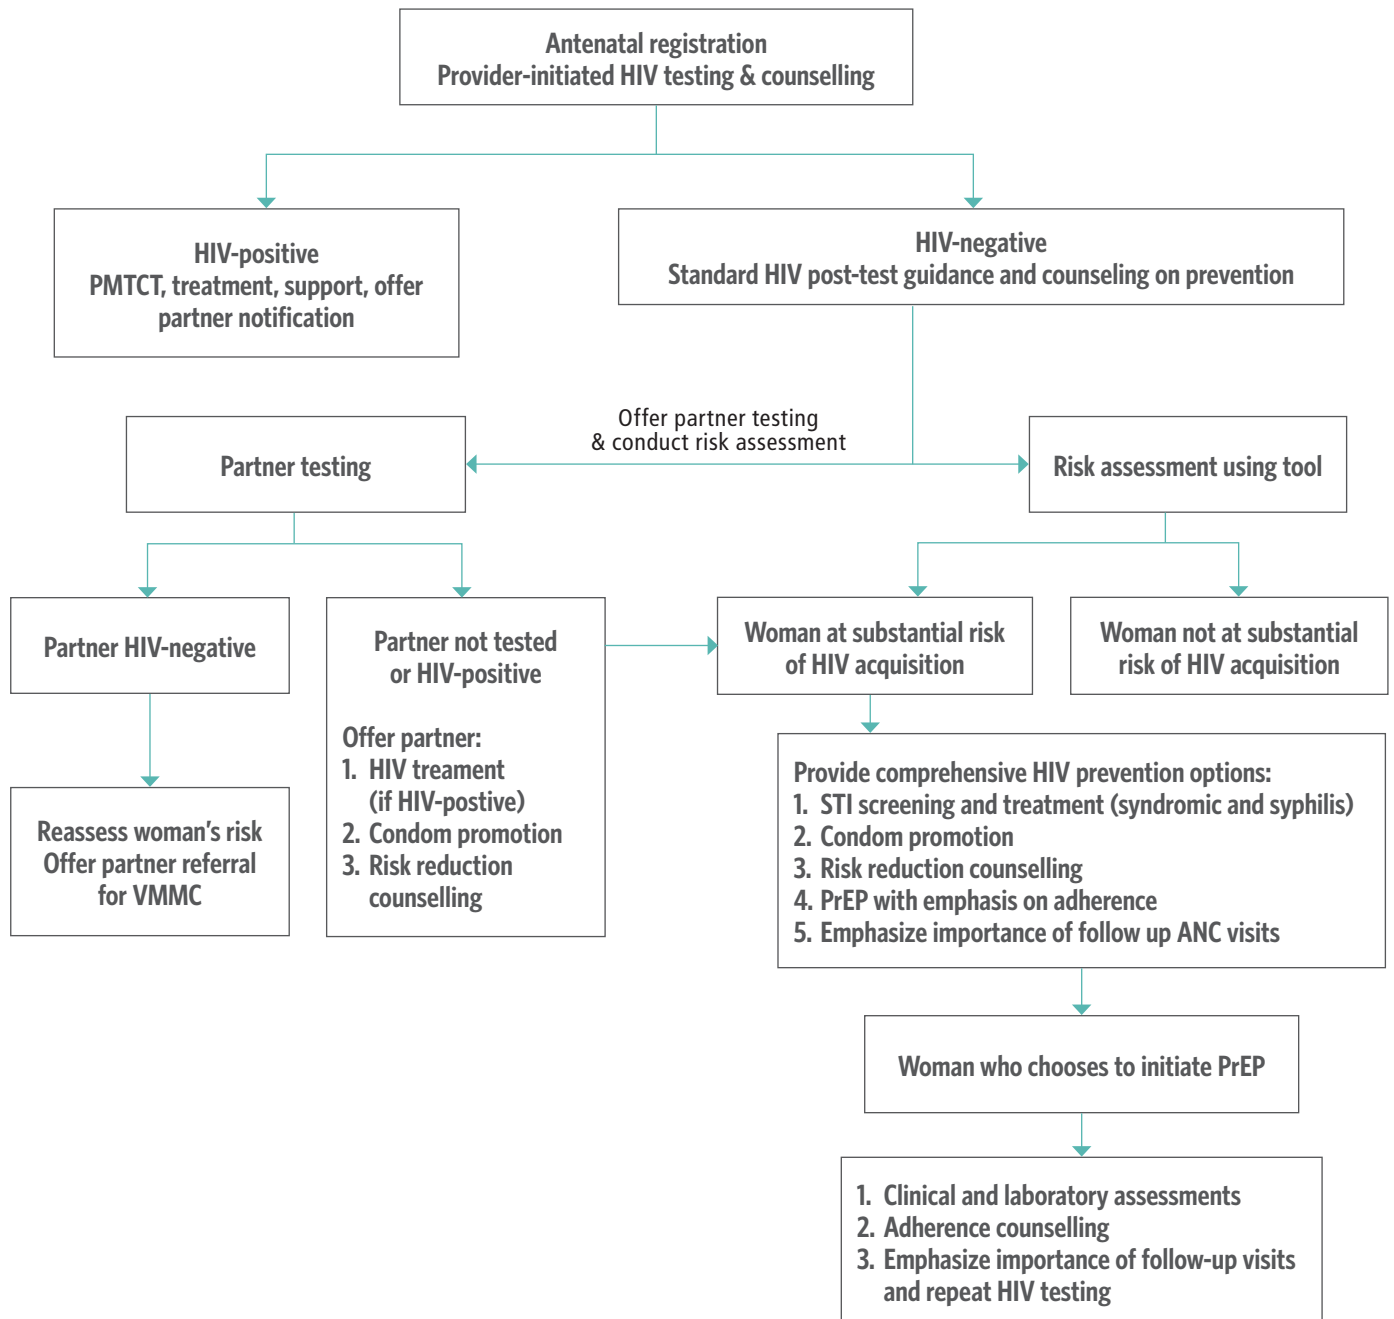 Antenatal registration
Provider-initiated HIV testing & counselling
HIV-positive
PMTCT, treatment, support, offer
partner notification
HIV-negative
Standard HIV post-test guidance and counseling on prevention
Offer partner testing
& conduct risk assessment
Partner testing
Risk assessment using tool
Partner HIV-negative
Partner not tested
or HIV-positive
Offer partner:
1. HIV treament
(if HIV-postive)
2. Condom promotion
3. Risk reduction
counselling
Woman at substantial risk
of HIV acquisition
Woman not at substantial
risk of HIV acquisition
Reassess woman's risk
Offer partner referral
for VMMC
Provide comprehensive HIV prevention options:
1. STI screening and treatment (syndromic and syphilis)
2. Condom promotion
3. Risk reduction counselling
4. PrEP with emphasis on adherence
5. Emphasize importance of follow up ANC visits
Woman who chooses to initiate PrEP
1. Clinical and laboratory assessments
2. Adherence counselling
3. Emphasize importance of follow-up visits
and repeat HIV testing